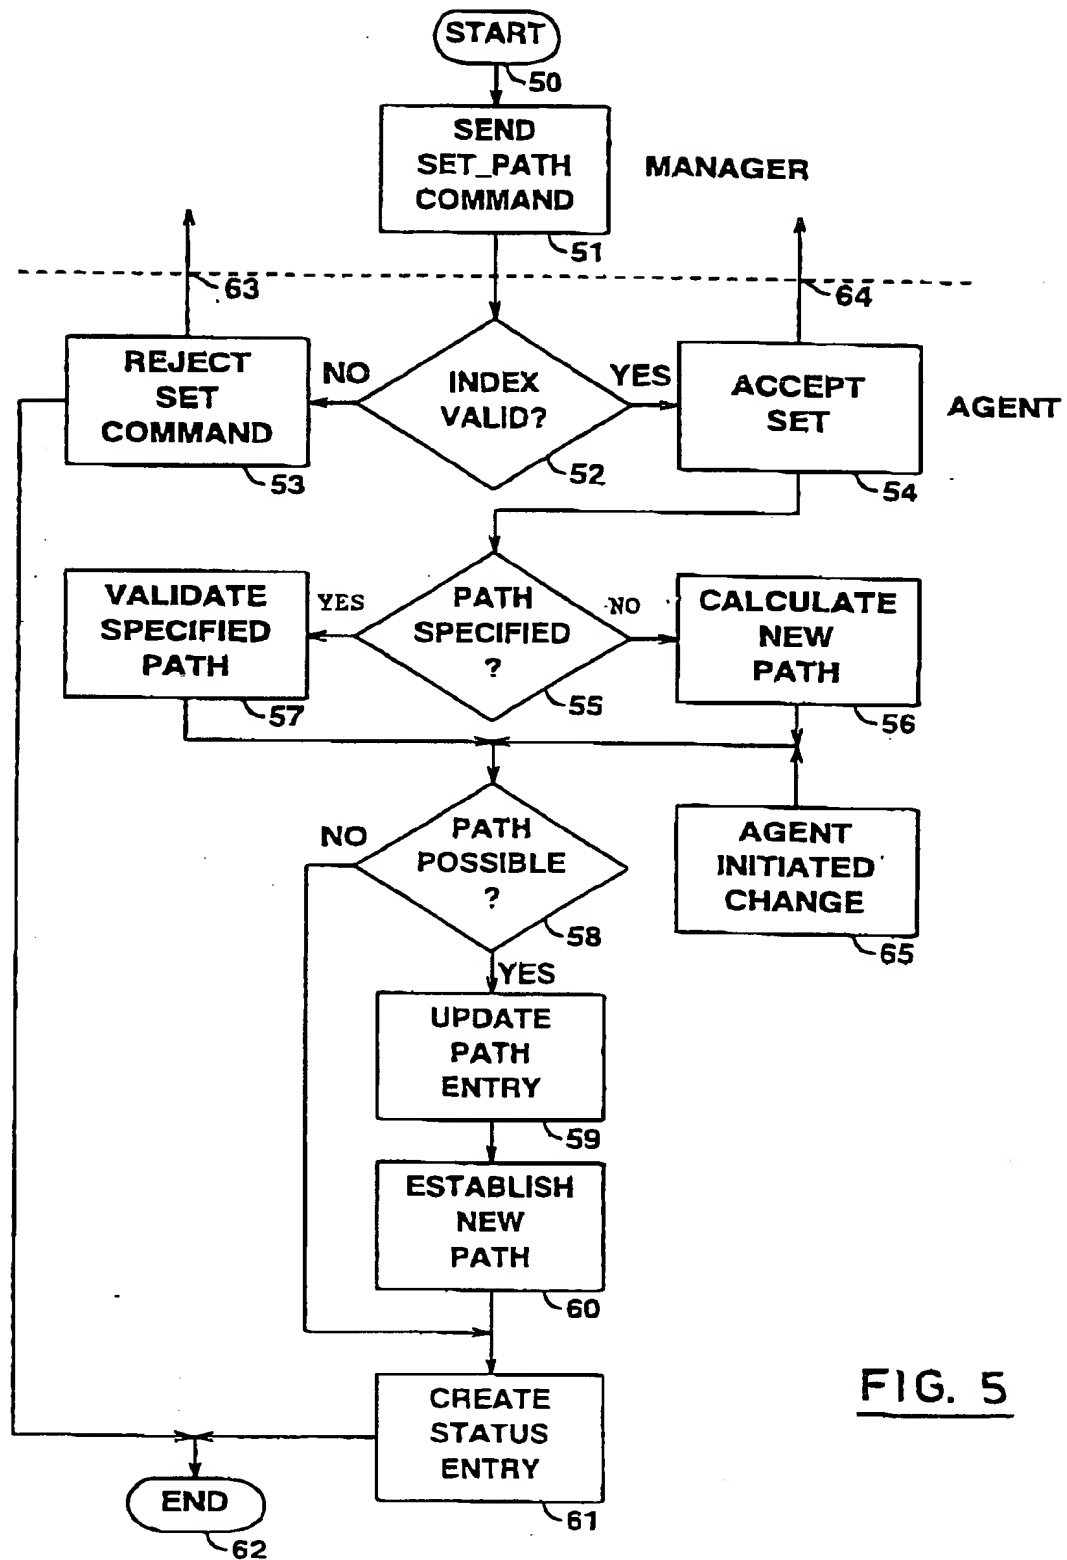 START
50
SEND
SET_PATH
COMMAND
51
MANAGER
63
64
REJECT
SET
COMMAND
53
NO
INDEX
VALID?
52
YES
ACCEPT
SET
54
AGENT
VALIDATE
SPECIFIED
PATH
57
YES
PATH
SPECIFIED
?
55
NO
CALCULATE
NEW
PATH
56
NO
PATH
POSSIBLE
?
58
AGENT
INITIATED
CHANGE
65
YES
UPDATE
PATH
ENTRY
59
ESTABLISH
NEW
PATH
60
CREATE
STATUS
ENTRY
61
END
62
FIG. 5